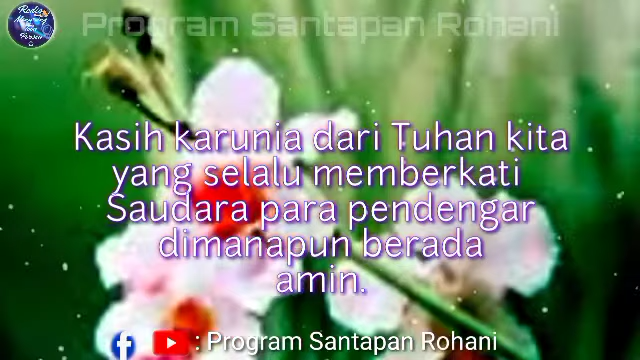 Program Santapan Rohani
Kasih karunia dari Tuhan kita
yang selalu memberkati
Saudara para pendengar
dimanapun berada
amin.
: Program Santapan Rohani